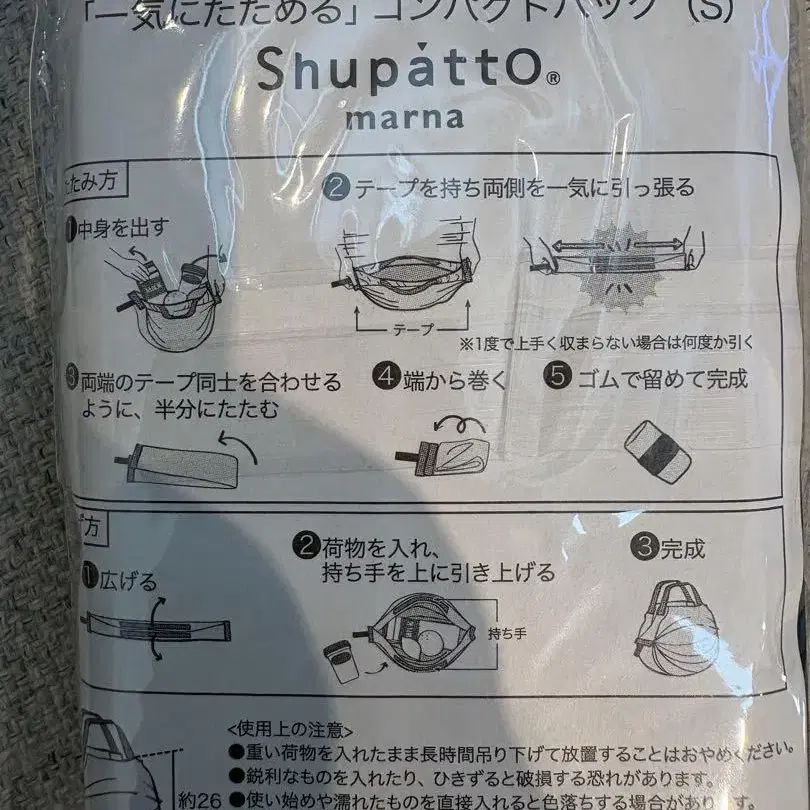 「一気にたためる」コンパクトバッグ（S）
Shupatto®
marna
たたみ方
①中身を出す
②テープを持ち両側を一気に引っ張る
テープ
※1度で上手く収まらない場合は何度か引く
③両端のテープ同士を合わせる
ように、半分にたたむ
④端から巻く
⑤ゴムで留めて完成
方
①広げる
②荷物を入れ、
持ち手を上に引き上げる
持ち手
③完成
<使用上の注意>
●重い荷物を入れたまま長時間吊り下げて放置することはおやめください。
●鋭利なものを入れたり、ひきずると破損する恐れがあります。
約26
●使い始めや濡れたものを直接入れると色落ちする場合があります。